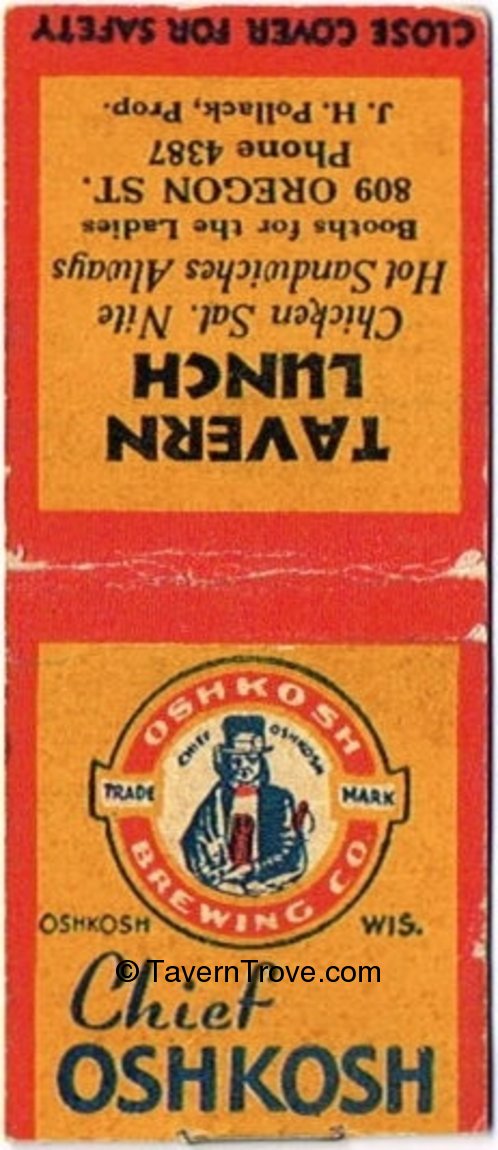 TAVERN
LUNCH
Chicken Sat. Nite
Hot Sandwiches Always
Booths for the Ladies
809 OREGON ST.
Phone 4387
J. H. Pollack, Prop.
CLOSE COVER FOR SAFETY
OSHKOSH
CHIEF OSHKOSH
TRADE MARK
BREWING CO.
OSHKOSH WIS.
© TavernTrove.com
Chief
OSHKOSH